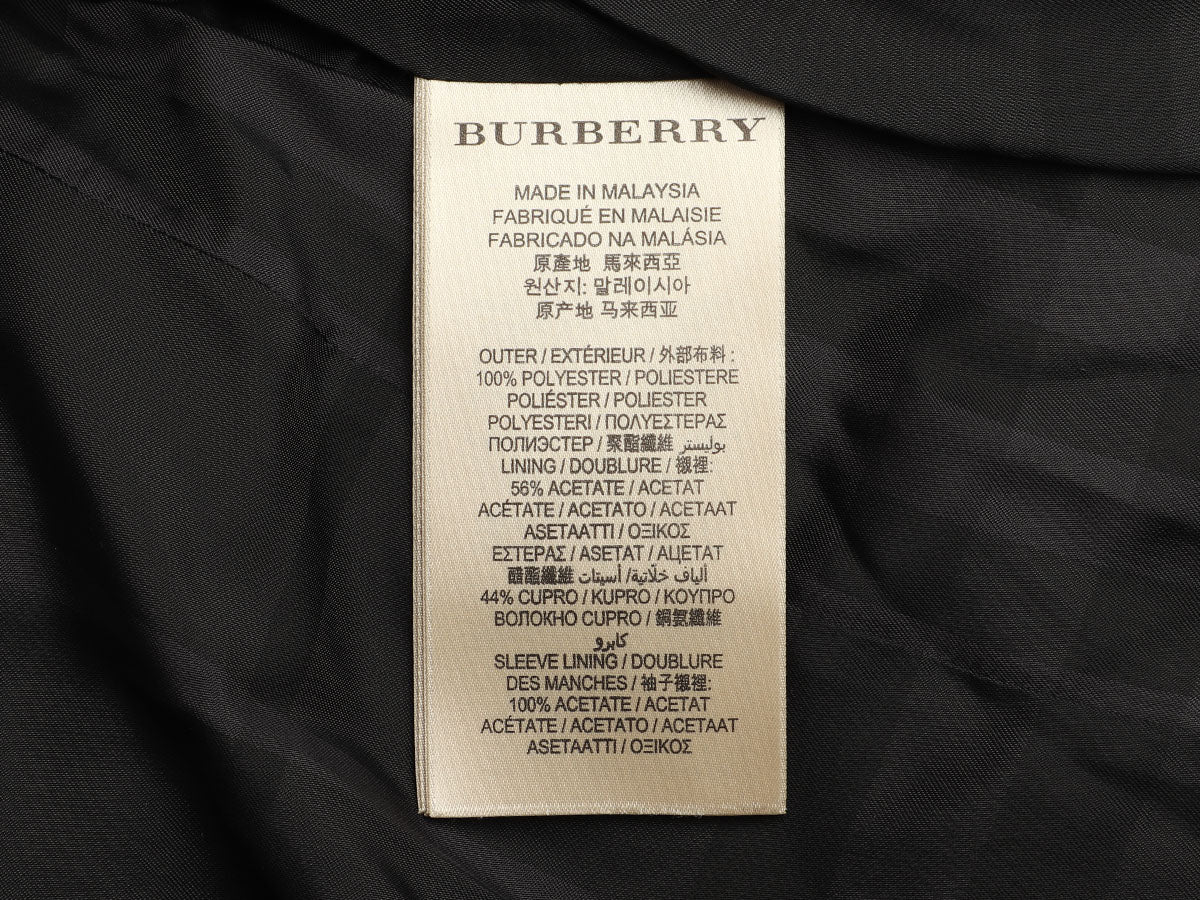 BURBERRY
MADE IN MALAYSIA
FABRIQUÉ EN MALAISIE
FABRICADO NA MALÁSIA
原產地 馬來西亞
원산지: 말레이시아
原产地 马来西亚
OUTER / EXTÉRIEUR / 外部布料 :
100% POLYESTER / POLIESTERE
POLIÉSTER / POLIESTER
POLYESTERI / ΠΟΛΥΕΣΤΕΡΑΣ
ПОЛИЭСТЕР / 聚酯纖維 بوليستر
LINING / DOUBLURE / 襯裡:
56% ACETATE / ACETAT
ACÉTATE / ACETATO / ACETAAT
ASETAATTI / ΟΞΙΚΟΣ
ΕΣΤΕΡΑΣ / ASETAT / АЦЕТАТ
醋酯纖維 ألياف خلّاتية/ أسيتات
44% CUPRO / KUPRO / ΚΟΥΠΡΟ
ВОЛОКНО CUPRO / 銅氨纖維
كابرو
SLEEVE LINING / DOUBLURE
DES MANCHES / 袖子襯裡:
100% ACETATE / ACETAT
ACÉTATE / ACETATO / ACETAAT
ASETAATTI / ΟΞΙΚΟΣ